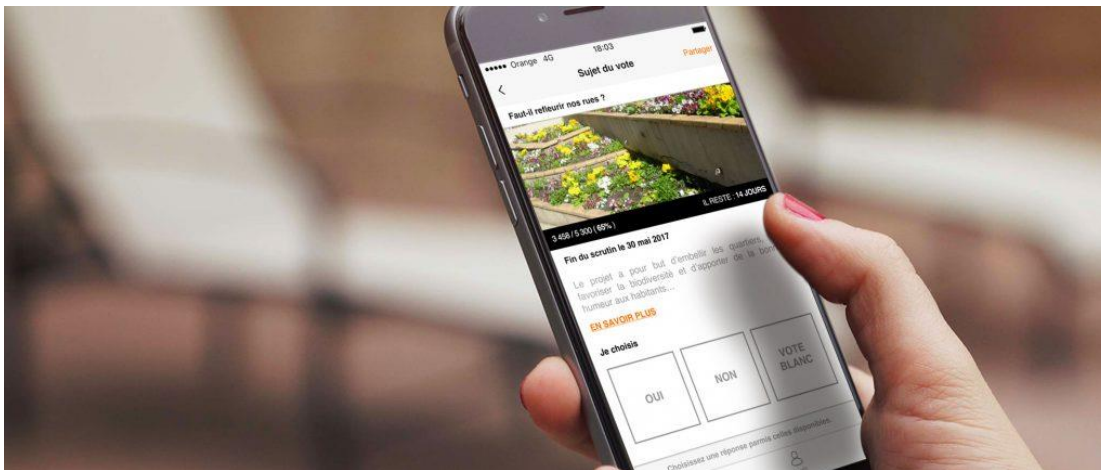 Orange 4G
18:03
Sujet du vote
Partager
Faut-il refleurir nos rues ?
3 458 / 5 300 ( 65% )
IL RESTE : 14 JOURS
Fin du scrutin le 30 mai 2017
Le projet a pour but d'embellir les quartiers,
favoriser la biodiversité et d'apporter de la
humeur aux habitants...
EN SAVOIR PLUS
Je choisis
OUI
NON
VOTE
BLANC
Choisissez une réponse parmis celles disponibles.